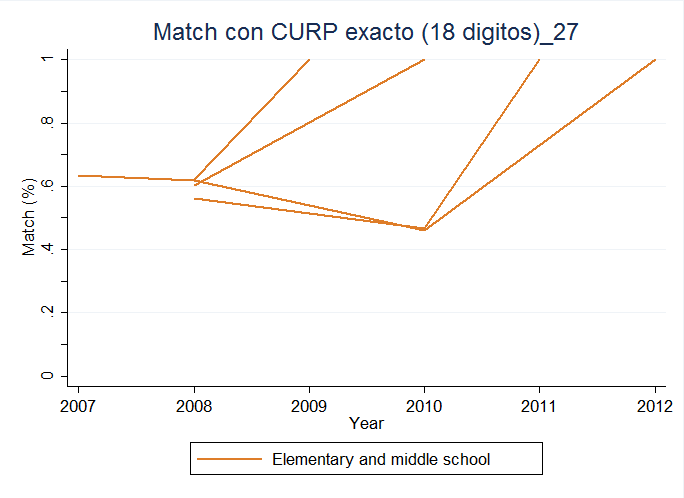 Match con CURP exacto (18 digitos)_27
Match (%)
1
.8
.6
.4
.2
0
2007 2008 2009 2010 2011 2012
Year
Elementary and middle school